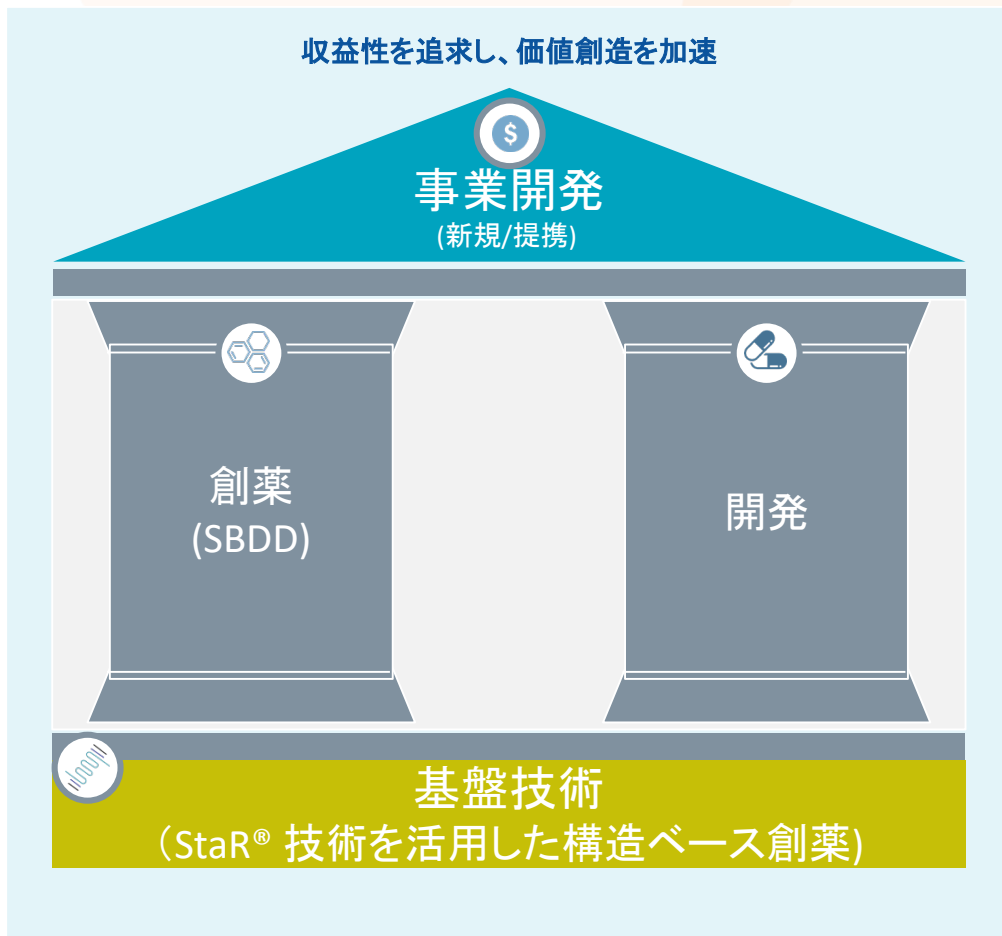 収益性を追求し、価値創造を加速
$
事業開発
(新規/提携)
創薬
(SBDD)
開発
基盤技術
（StaR® 技術を活用した構造ベース創薬)